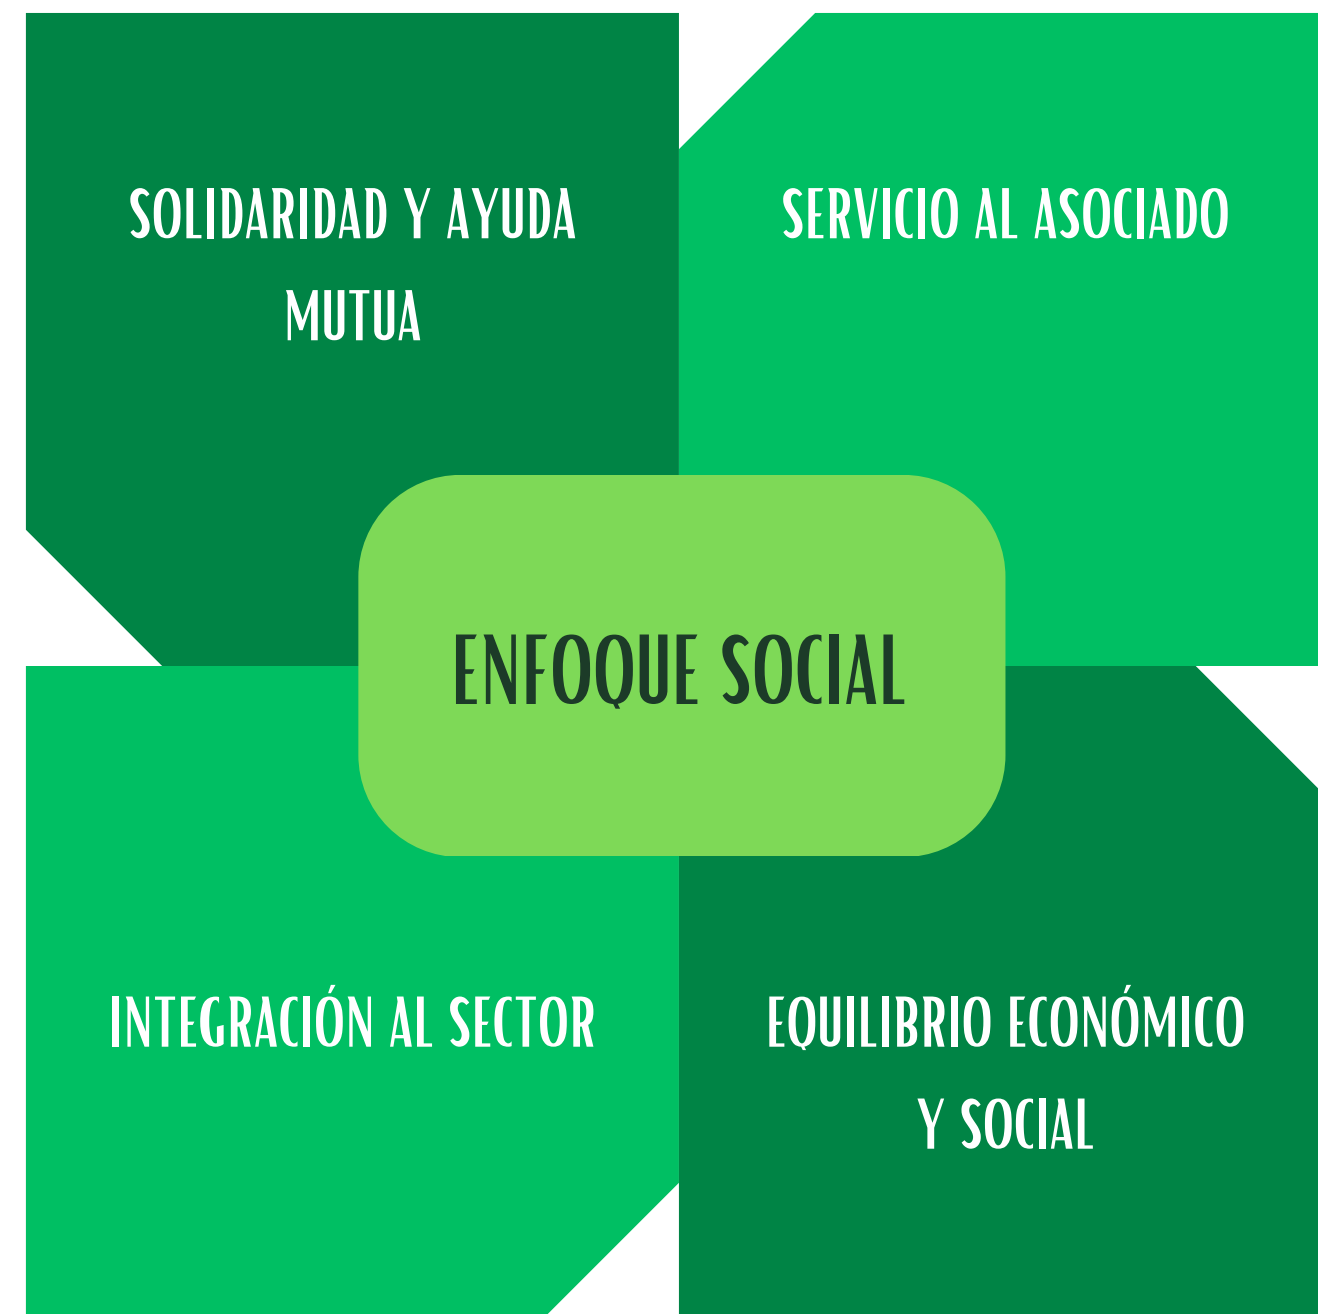 SOLIDARIDAD Y AYUDA
MUTUA
SERVICIO AL ASOCIADO
ENFOQUE SOCIAL
INTEGRACIÓN AL SECTOR
EQUILIBRIO ECONÓMICO
Y SOCIAL